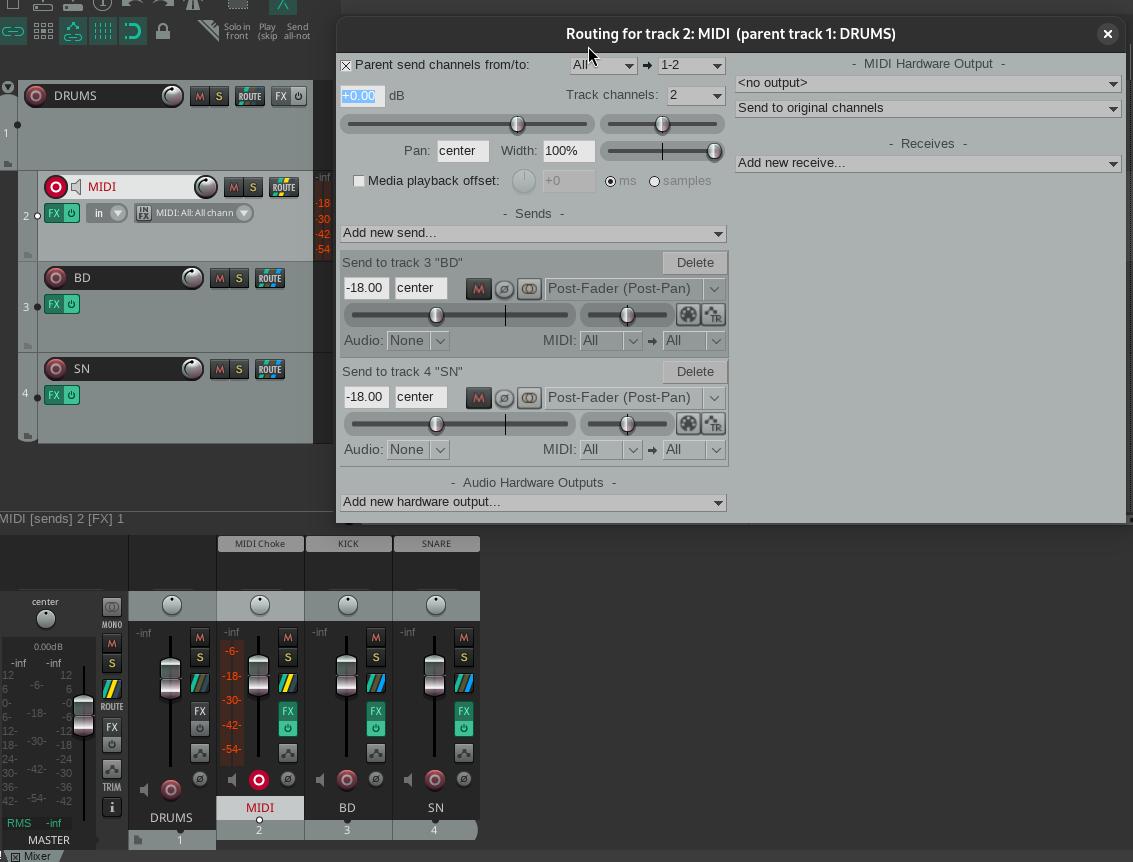 Solo in
front
Play
(skip
Send
all-not
Routing for track 2: MIDI (parent track 1: DRUMS)
Parent send channels from/to:
All
1-2
+0.00
dB
Track channels:
2
Pan:
center
Width:
100%
Media playback offset:
+0
ms
samples
- Sends -
Add new send...
Send to track 3 "BD"
Delete
-18.00
center
M
Post-Fader (Post-Pan)
TR
Audio:
None
MIDI:
All
All
Send to track 4 "SN"
Delete
-18.00
center
M
Post-Fader (Post-Pan)
TR
Audio:
None
MIDI:
All
All
- Audio Hardware Outputs -
Add new hardware output...
- MIDI Hardware Output -
<no output>
Send to original channels
- Receives -
Add new receive...
1
DRUMS
M
S
ROUTE
FX
2
MIDI
M
S
ROUTE
FX
in
IN
FX
MIDI: All: All chann
-inf
-18
-30
-42
-54
3
BD
M
S
ROUTE
FX
4
SN
M
S
ROUTE
FX
MIDI [sends] 2 [FX] 1
MIDI Choke
KICK
SNARE
center
MONO
0.00dB
-inf
-inf
M
S
ROUTE
FX
TRIM
12
6
0-
6-
12-
18-
24-
30-
36-
42-
-6-
-18-
-30-
-42-
-54-
12
6
-0
-6
-12
-18
-24
-30
-36
-42
RMS
-inf
MASTER
-inf
M
S
FX
DRUMS
1
-inf
-6-
-18-
-30-
-42-
-54-
M
S
FX
MIDI
2
-inf
M
S
FX
BD
3
-inf
M
S
FX
SN
4
Mixer